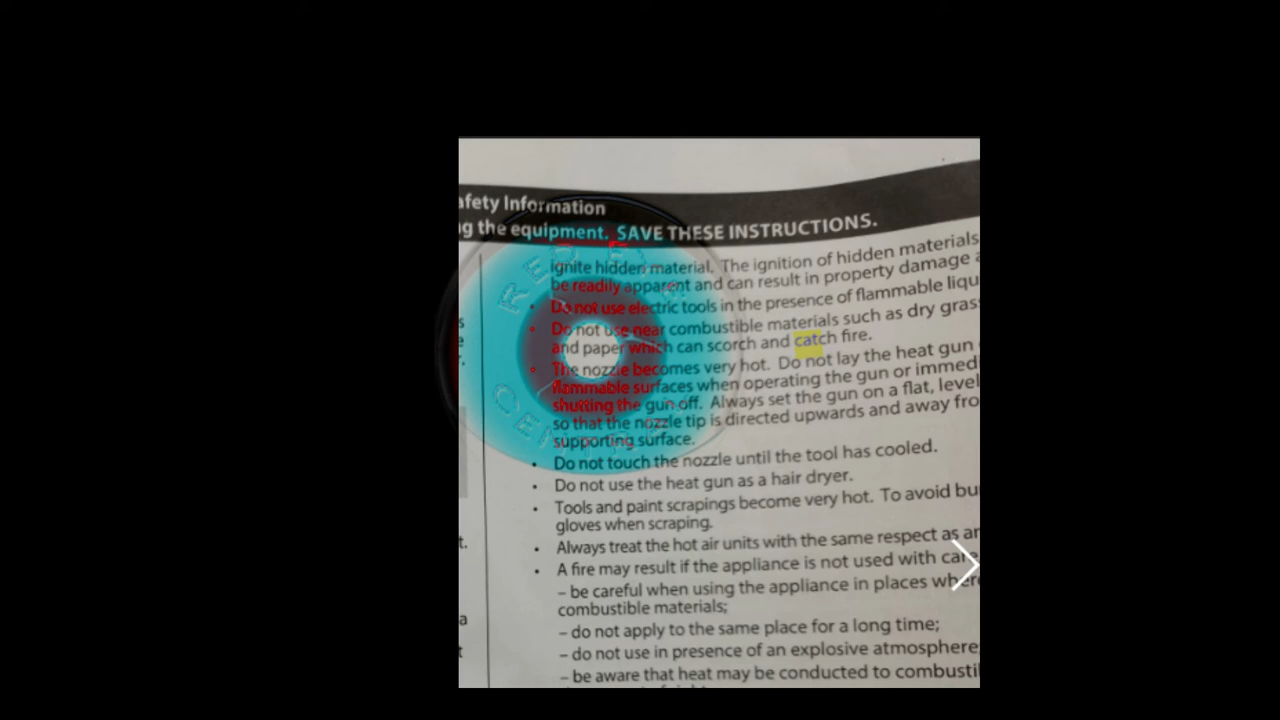 afety Information
g the equipment. SAVE THESE INSTRUCTIONS.
ignite hidden material. The ignition of hidden materials
be readily apparent and can result in property damage a
• Do not use electric tools in the presence of flammable liqu
• Do not use near combustible materials such as dry gras
and paper which can scorch and catch fire.
• The nozzle becomes very hot. Do not lay the heat gun
flammable surfaces when operating the gun or immed
shutting the gun off. Always set the gun on a flat, level
so that the nozzle tip is directed upwards and away fro
supporting surface.
• Do not touch the nozzle until the tool has cooled.
• Do not use the heat gun as a hair dryer.
• Tools and paint scrapings become very hot. To avoid bu
gloves when scraping.
• Always treat the hot air units with the same respect as an
• A fire may result if the appliance is not used with care
– be careful when using the appliance in places where
combustible materials;
– do not apply to the same place for a long time;
– do not use in presence of an explosive atmosphere
– be aware that heat may be conducted to combusti
RED EYE